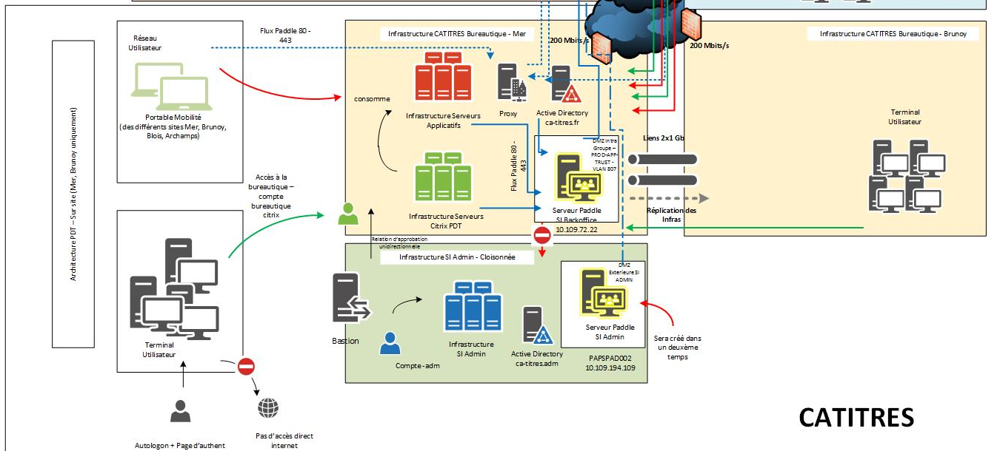 Réseau
Utilisateur
Flux Paddle 80 -
443
Infrastructure CATITRES Bureautique - Mer
200 Mbits/s
200 Mbits/s
Infrastructure CATITRES Bureautique - Brunoy
Architecture PDT – Sur site (Mer, Brunoy uniquement)
Portable Mobilité
(des différents sites Mer, Brunoy,
Blois, Archamps)
consomme
Infrastructure Serveurs
Applicatifs
Proxy
Active Directory
ca-titres.fr
Terminal
Utilisateur
Liens 2x1 Gb
DMZ Intra
Groupe –
PROD-APP-
TRUST -
VLAN 807
Flux Paddle 80 -
443
Accès à la
bureautique –
compte
bureautique
citrix
Infrastructure Serveurs
Citrix PDT
Serveur Paddle
SI Backoffice
10.109.72.22
Réplication des
Infras
Relation d'approbation
unidirectionnelle
Infrastructure SI Admin - Cloisonnée
DMZ
Exterieure SI
ADMIN
Bastion
Compte -adm
Infrastructure
SI Admin
Active Directory
ca-titres.adm
Serveur Paddle
SI Admin
PAPSPAD002
10.109.194.109
Sera créé dans
un deuxème
temps
Terminal
Utilisateur
Autologon + Page d'authent
Pas d'accès direct
internet
CATITRES